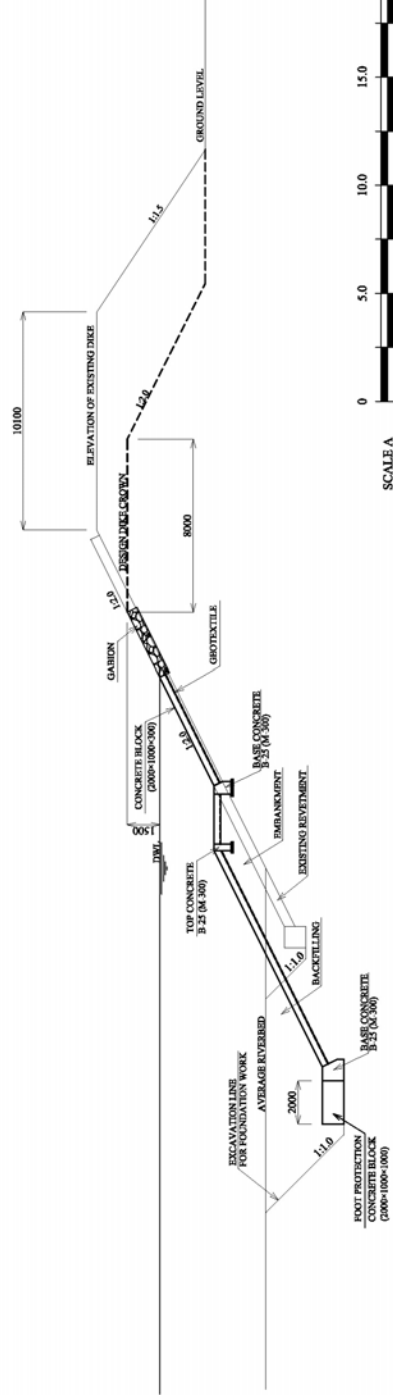 10100
ELEVATION OF EXISTING DIKE
1:1.5
GROUND LEVEL
1:2.0
DESIGN DIKE CROWN
1:2.0
8000
GABION
GEOTEXTILE
CONCRETE BLOCK
(2000×1000×300)
1:2.0
1500
DWL
BASE CONCRETE
B-25 (M 300)
TOP CONCRETE
B-25 (M 300)
EMBANKMENT
EXISTING REVETMENT
1:1.0
BACKFILLING
AVERAGE RIVERBED
EXCAVATION LINE
FOR FOUNDATION WORK
2000
BASE CONCRETE
B-25 (M-300)
1:1.0
FOOT PROTECTION
CONCRETE BLOCK
(2000×1000×1000)
SCALE A
0
5.0
10.0
15.0